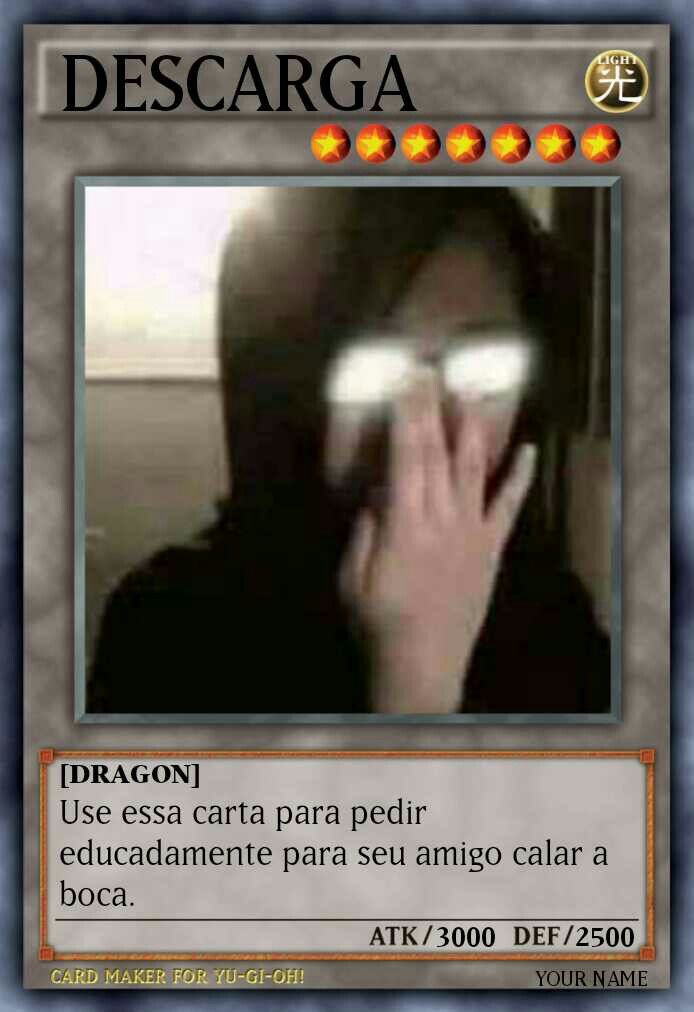 DESCARGA
LIGHT
光
[DRAGON]
Use essa carta para pedir
educadamente para seu amigo calar a
boca.
ATK/3000 DEF/2500
CARD MAKER FOR YU-GI-OH!
YOUR NAME